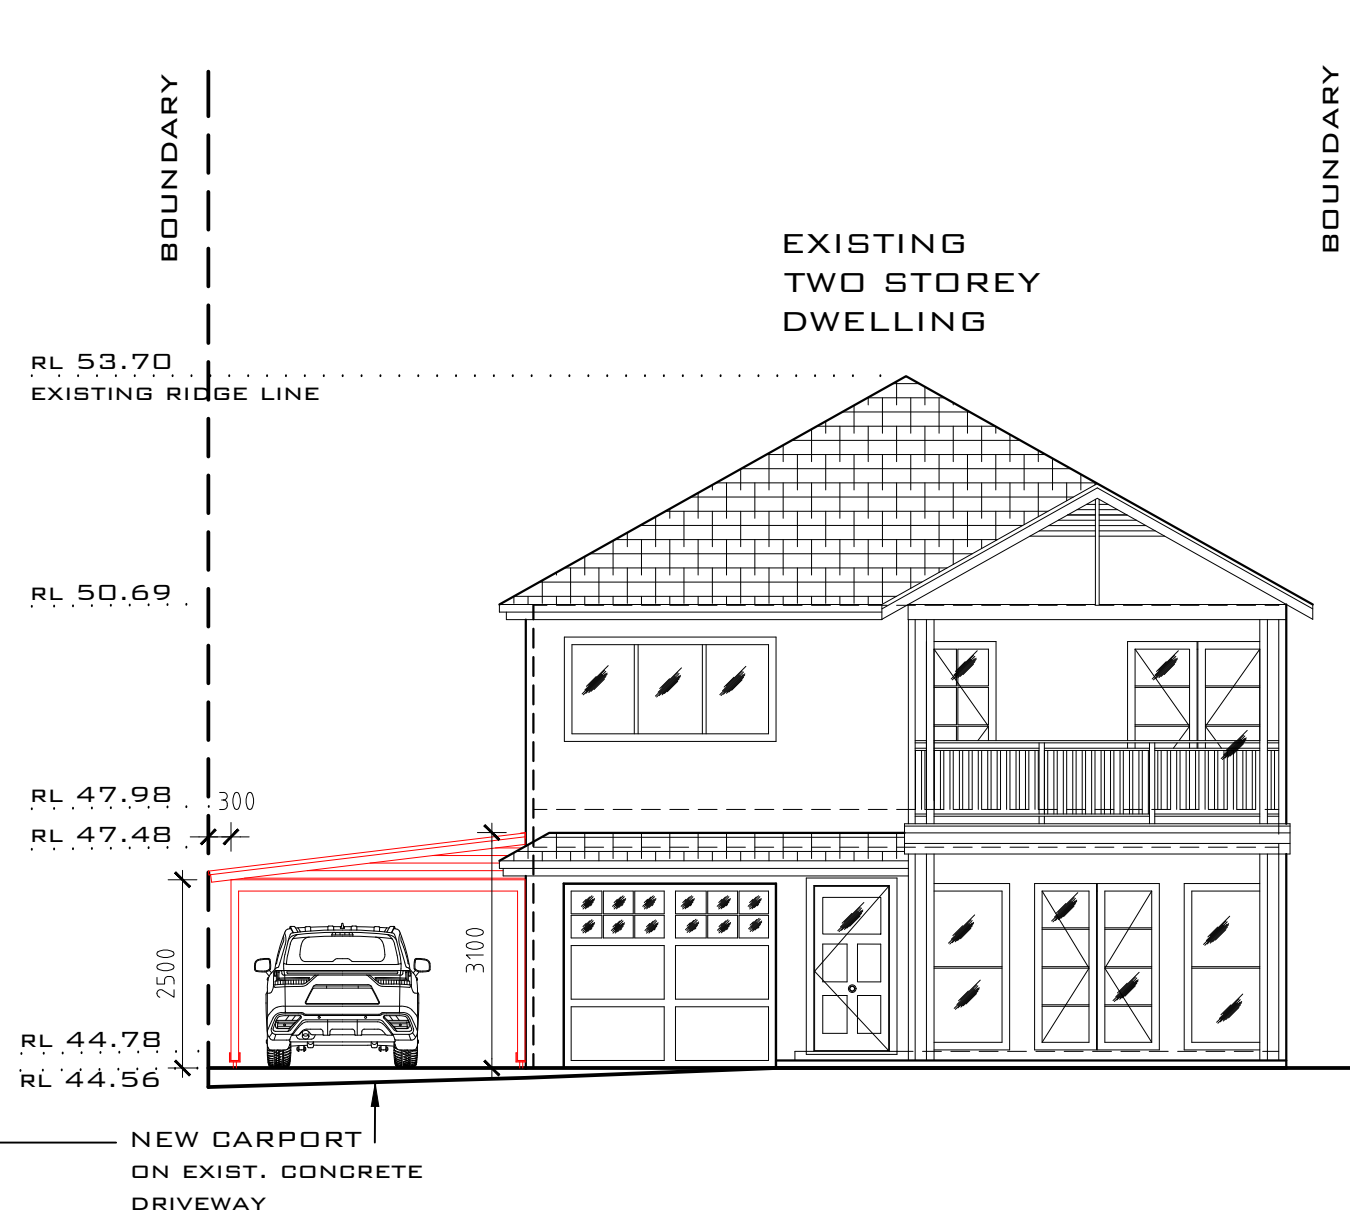 BOUNDARY
BOUNDARY
EXISTING
TWO STOREY
DWELLING
RL 53.70
EXISTING RIDGE LINE
RL 50.69
RL 47.98
300
RL 47.48
2500
3100
RL 44.78
RL 44.56
NEW CARPORT
ON EXIST. CONCRETE
DRIVEWAY